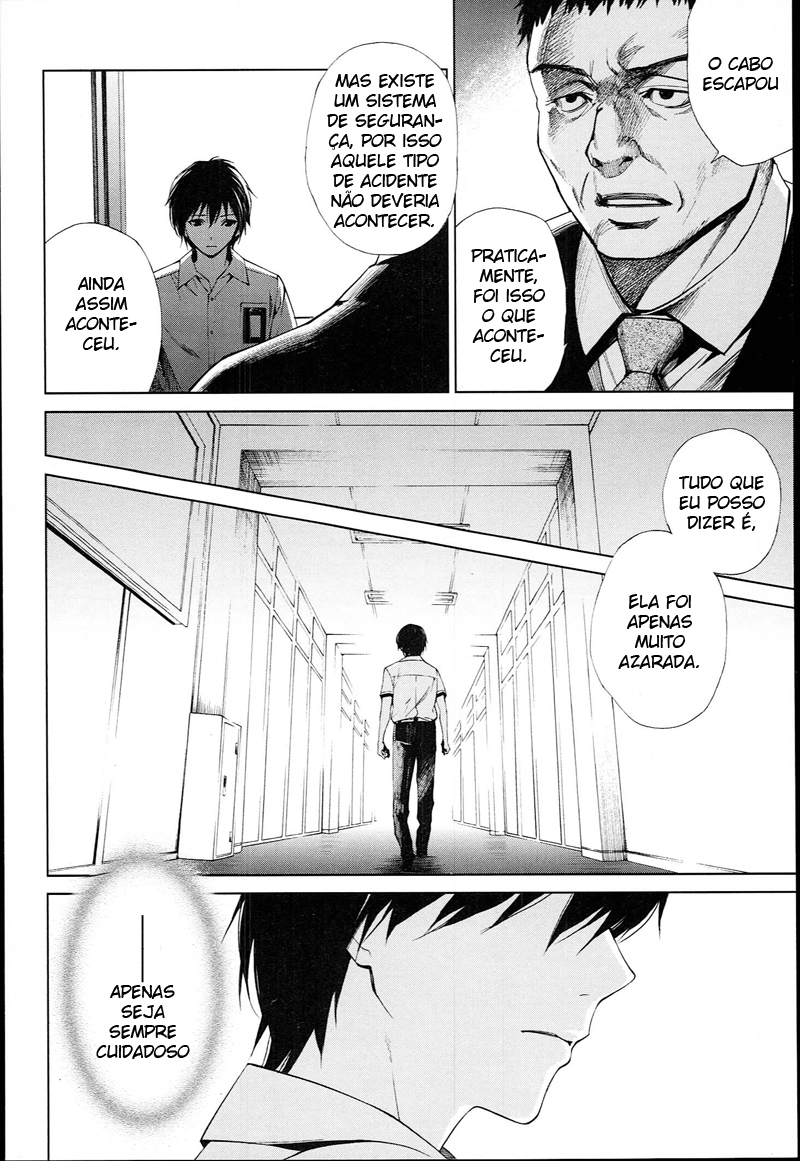 O CABO
ESCAPOU
PRATICA-
MENTE,
FOI ISSO
O QUE
ACONTE-
CEU.
MAS EXISTE
UM SISTEMA
DE SEGURAN-
ÇA, POR ISSO
AQUELE TIPO
DE ACIDENTE
NÃO DEVERIA
ACONTECER.
AINDA
ASSIM
ACONTE-
CEU.
TUDO QUE
EU POSSO
DIZER É,
ELA FOI
APENAS
MUITO
AZARADA.
APENAS
SEJA
SEMPRE
CUIDADOSO